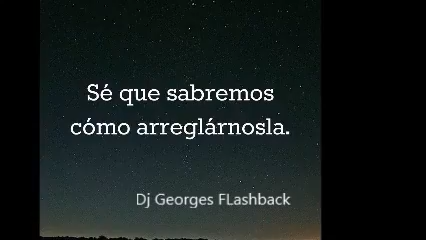 Sé que sabremos
cómo arreglárnosla.
Dj Georges FLashback